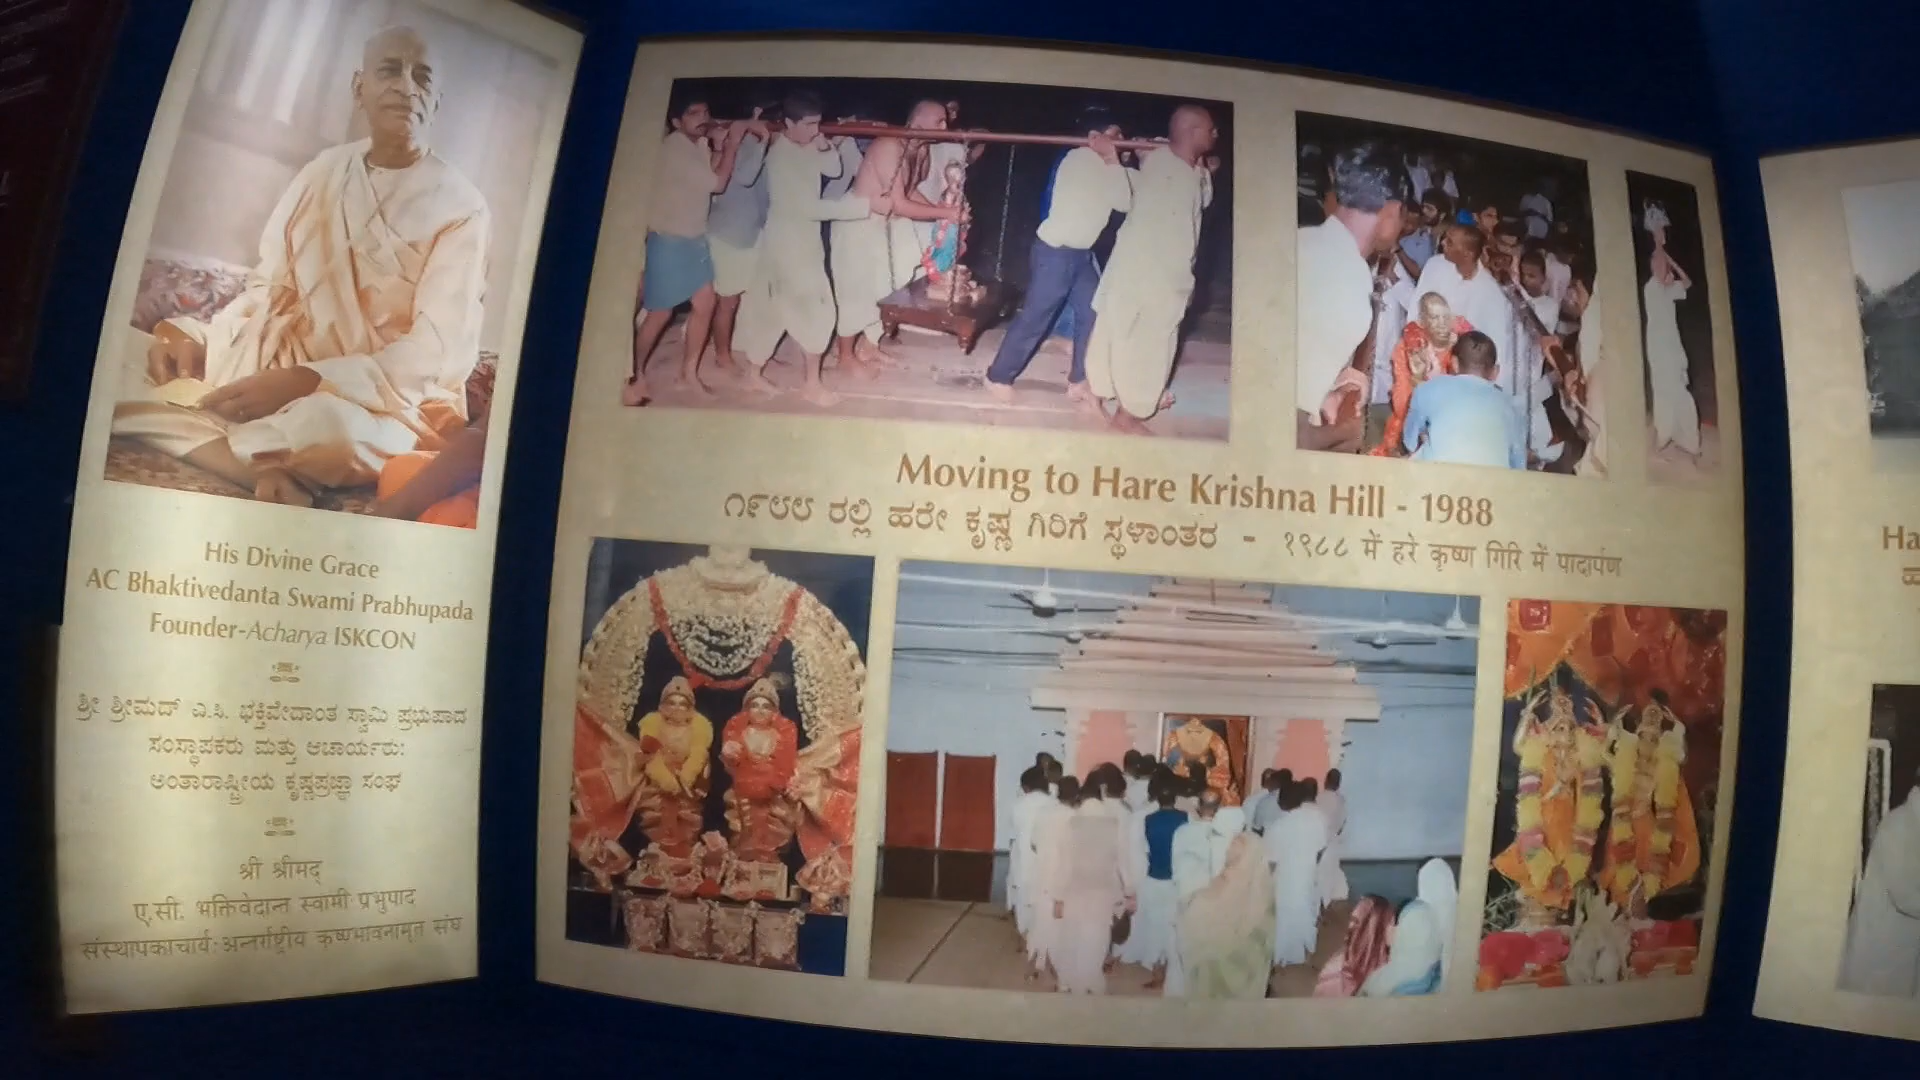 His Divine Grace
AC Bhaktivedanta Swami Prabhupada
Founder-Acharya ISKCON
ಶ್ರೀ ಶ್ರೀಮದ್ ಎ.ಸಿ. ಭಕ್ತಿವೇದಾಂತ ಸ್ವಾಮಿ ಪ್ರಭುಪಾದ
ಸಂಸ್ಥಾಪಕರು ಮತ್ತು ಆಚಾರ್ಯರು:
ಅಂತಾರಾಷ್ಟ್ರೀಯ ಕೃಷ್ಣಪ್ರಜ್ಞಾ ಸಂಘ
श्री श्रीमद्
ए.सी. भक्तिवेदान्त स्वामी प्रभुपाद
संस्थापकाचार्य: अन्तर्राष्ट्रीय कृष्णभावनामृत संघ
Moving to Hare Krishna Hill - 1988
೧೯೮೮ ರಲ್ಲಿ ಹರೇ ಕೃಷ್ಣ ಗಿರಿಗೆ ಸ್ಥಳಾಂತರ - १९८८ में हरे कृष्ण गिरि में पादार्पण
Ha